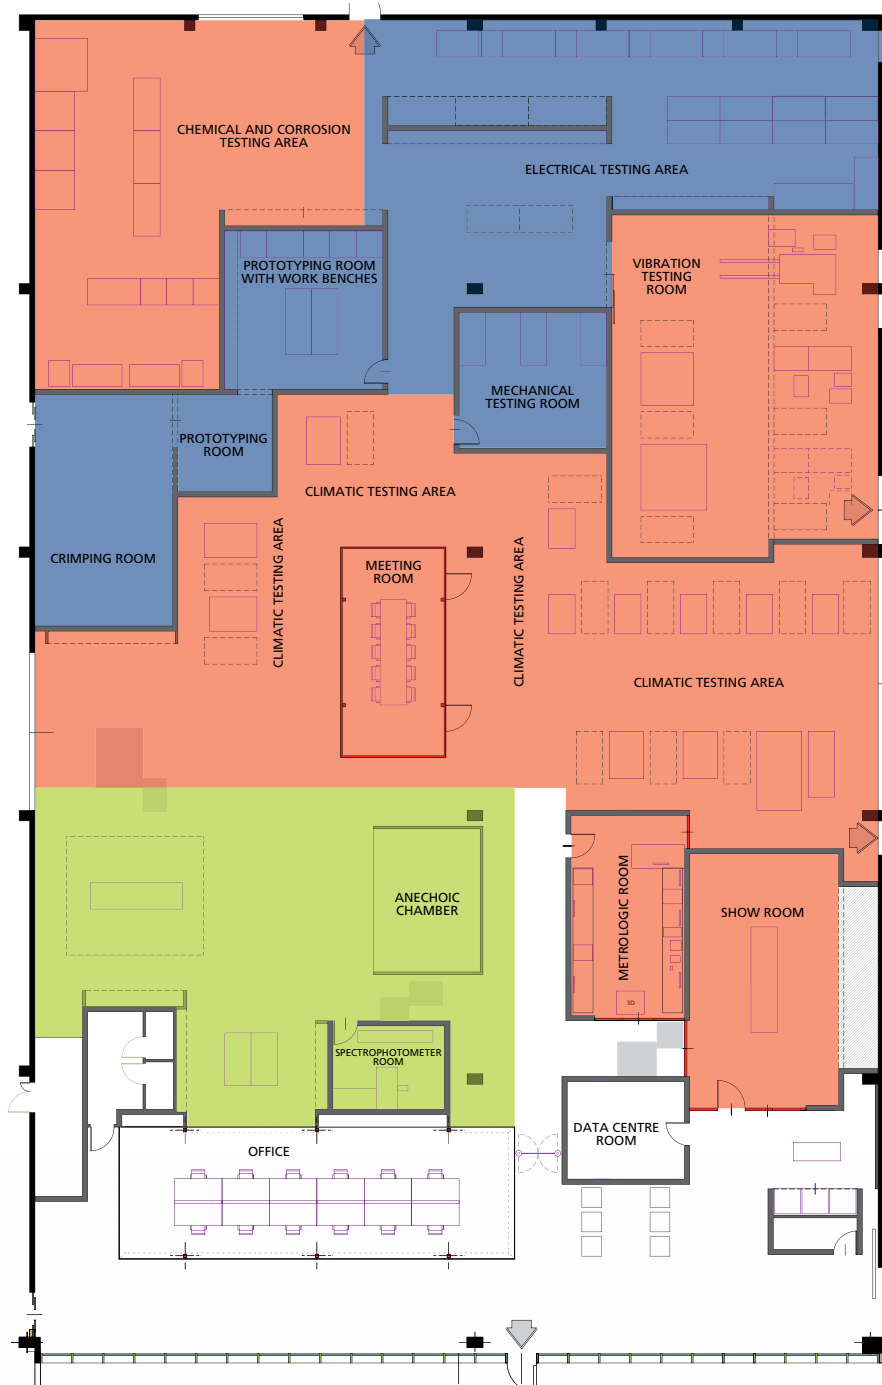 CHEMICAL AND CORROSION
TESTING AREA
ELECTRICAL TESTING AREA
PROTOTYPING ROOM
WITH WORK BENCHES
VIBRATION
TESTING
ROOM
MECHANICAL
TESTING ROOM
PROTOTYPING
ROOM
CLIMATIC TESTING AREA
CRIMPING ROOM
CLIMATIC TESTING AREA
MEETING
ROOM
CLIMATIC TESTING AREA
CLIMATIC TESTING AREA
ANECHOIC
CHAMBER
METROLOGIC ROOM
SHOW ROOM
3D
SPECTROPHOTOMETER
ROOM
DATA CENTRE
ROOM
OFFICE